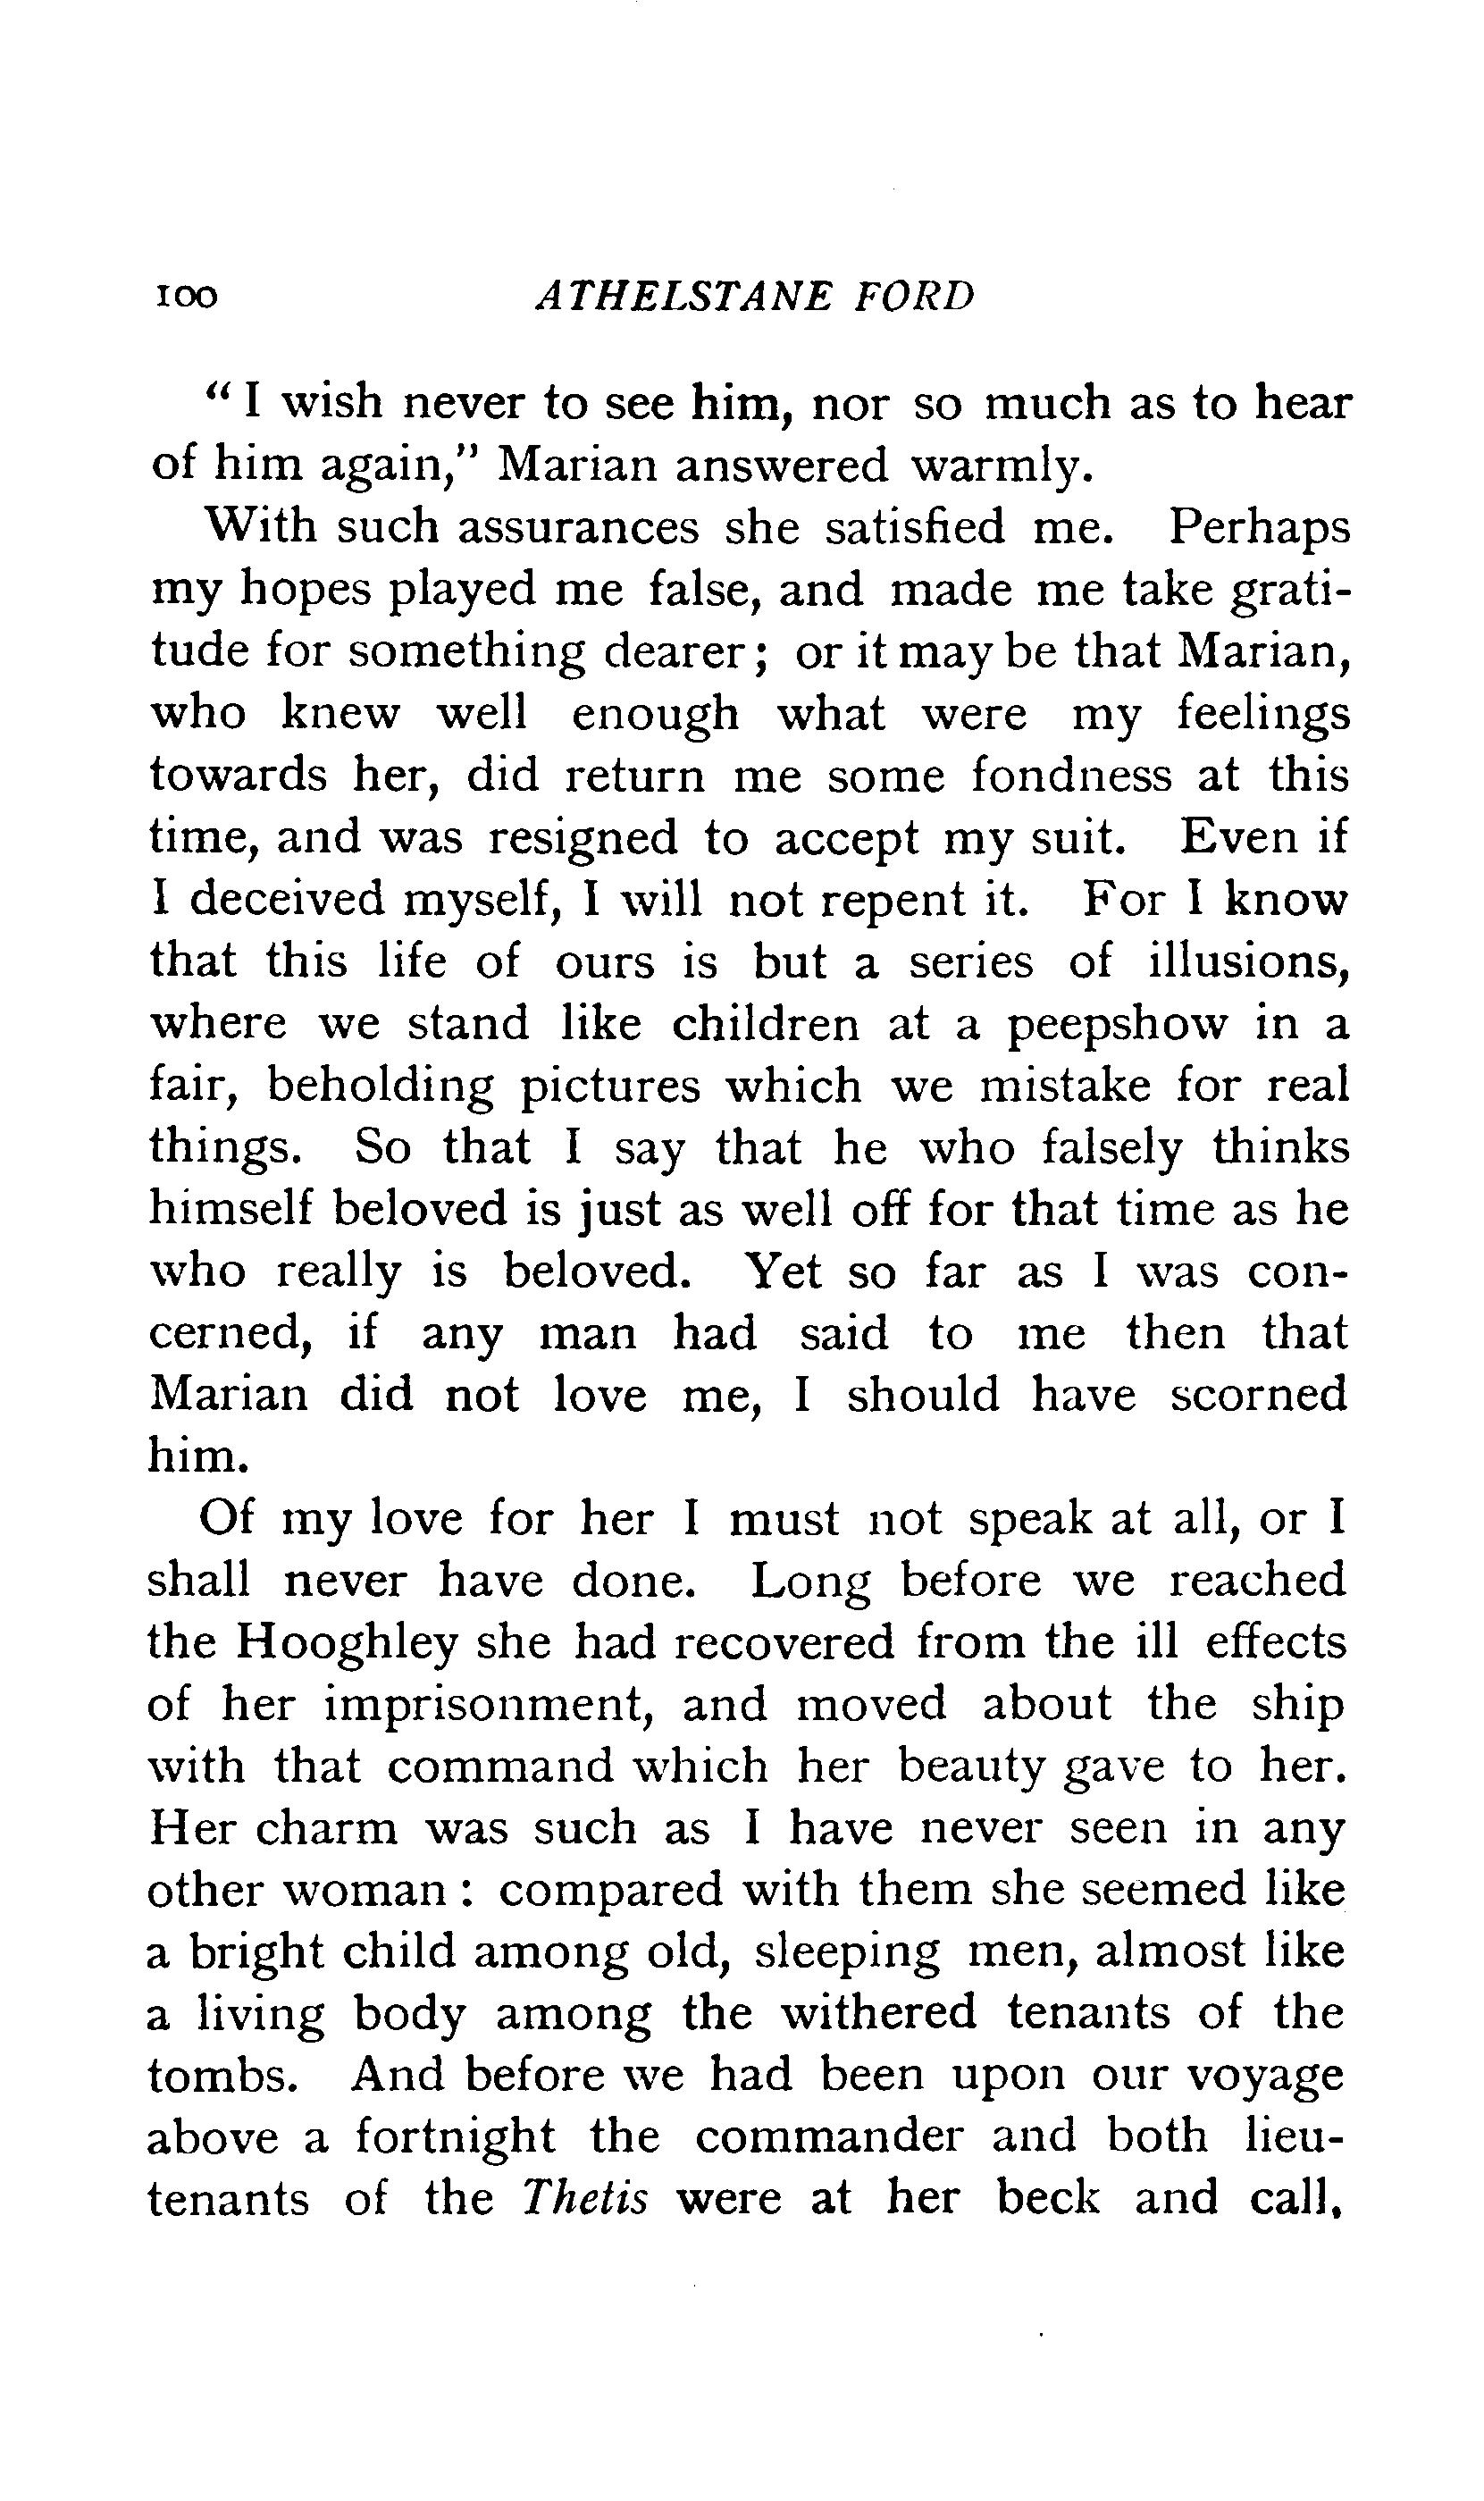 100 ATHELSTANE FORD
" I wish never to see him, nor so much as to hear
of him again," Marian answered warmly.
With such assurances she satisfied me. Perhaps
my hopes played me false, and made me take grati-
tude for something dearer; or it may be that Marian,
who knew well enough what were my feelings
towards her, did return me some fondness at this
time, and was resigned to accept my suit. Even if
I deceived myself, I will not repent it. For I know
that this life of ours is but a series of illusions,
where we stand like children at a peepshow in a
fair, beholding pictures which we mistake for real
things. So that I say that he who falsely thinks
himself beloved is just as well off for that time as he
who really is beloved. Yet so far as I was con-
cerned, if any man had said to me then that
Marian did not love me, I should have scorned
him.
Of my love for her I must not speak at all, or I
shall never have done. Long before we reached
the Hooghley she had recovered from the ill effects
of her imprisonment, and moved about the ship
with that command which her beauty gave to her.
Her charm was such as I have never seen in any
other woman : compared with them she seemed like
a bright child among old, sleeping men, almost like
a living body among the withered tenants of the
tombs. And before we had been upon our voyage
above a fortnight the commander and both lieu-
tenants of the Thetis were at her beck and call,